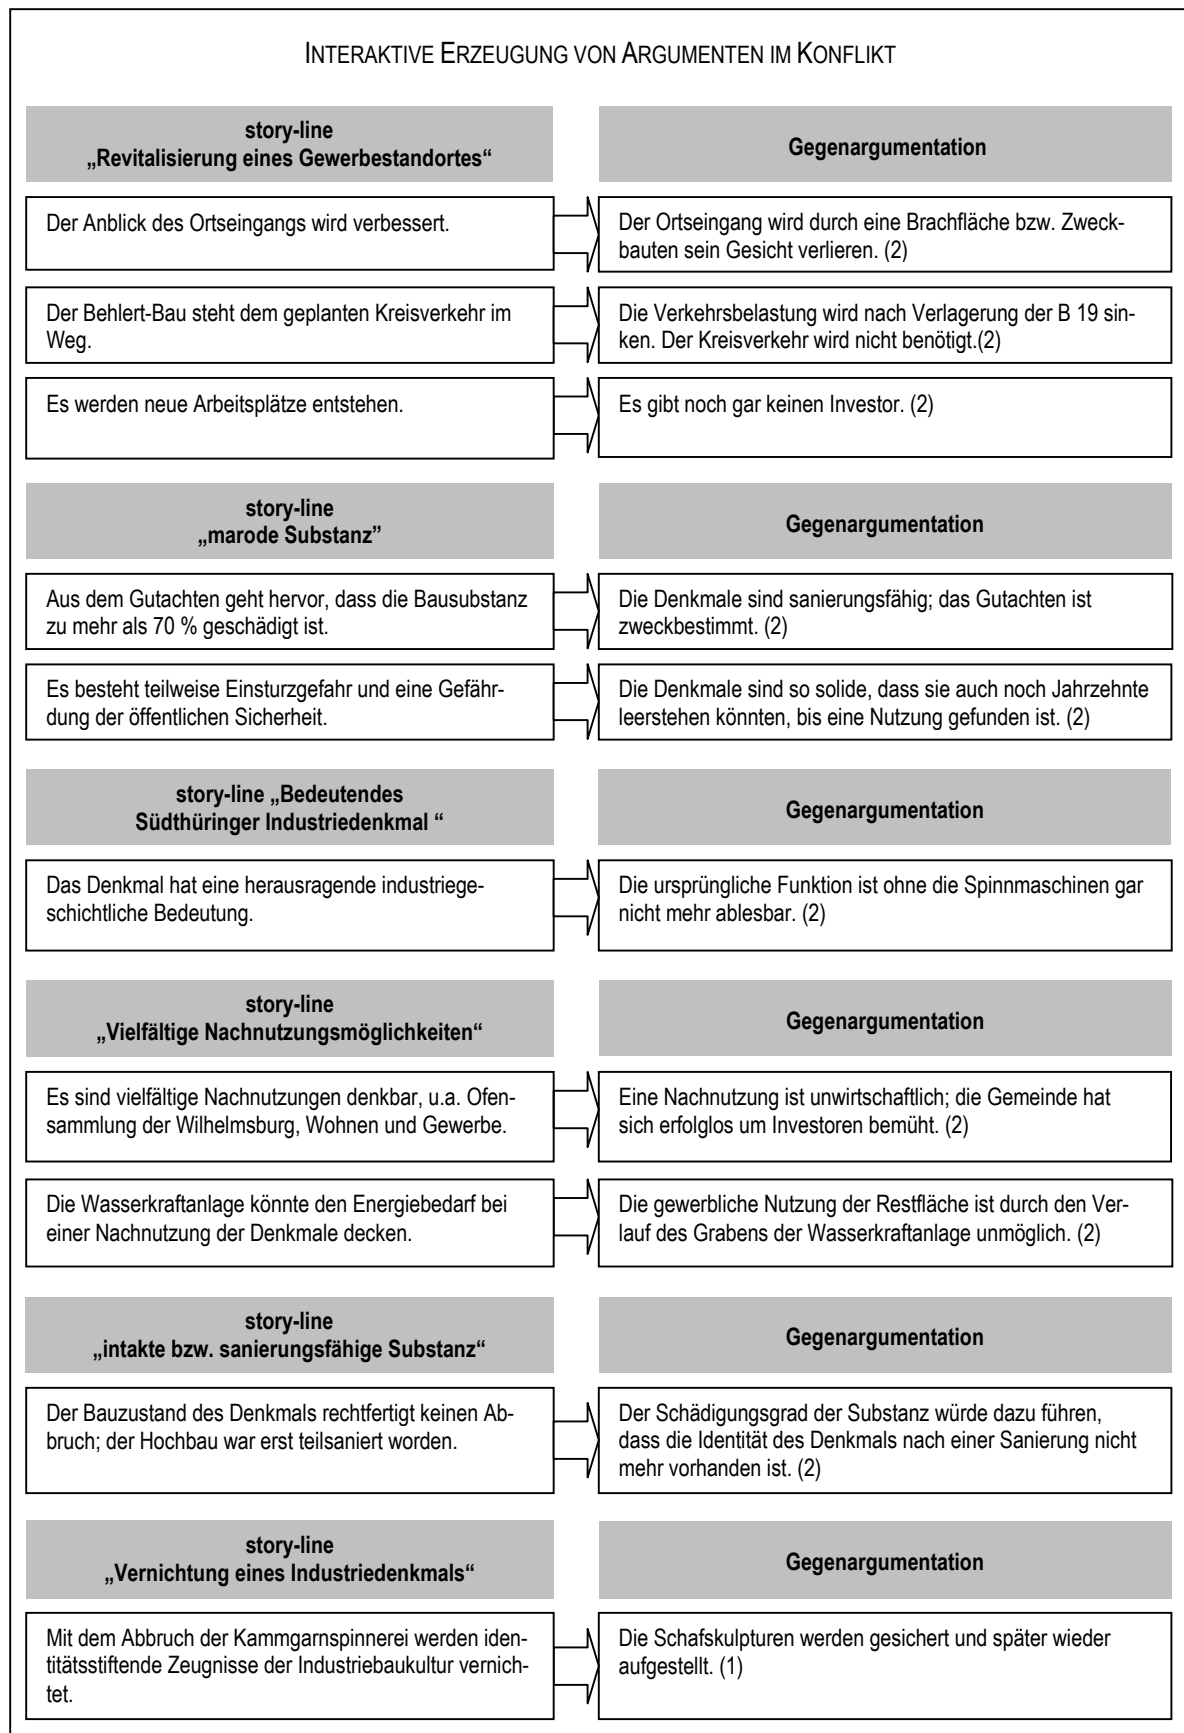 INTERAKTIVE ERZEUGUNG VON ARGUMENTEN IM KONFLIKT
story-line
„Revitalisierung eines Gewerbestandortes“
Gegenargumentation
Der Anblick des Ortseingangs wird verbessert.
Der Ortseingang wird durch eine Brachfläche bzw. Zweck-
bauten sein Gesicht verlieren. (2)
Der Behlert-Bau steht dem geplanten Kreisverkehr im
Weg.
Die Verkehrsbelastung wird nach Verlagerung der B 19 sin-
ken. Der Kreisverkehr wird nicht benötigt.(2)
Es werden neue Arbeitsplätze entstehen.
Es gibt noch gar keinen Investor. (2)
story-line
„marode Substanz”
Gegenargumentation
Aus dem Gutachten geht hervor, dass die Bausubstanz
zu mehr als 70 % geschädigt ist.
Die Denkmale sind sanierungsfähig; das Gutachten ist
zweckbestimmt. (2)
Es besteht teilweise Einsturzgefahr und eine Gefähr-
dung der öffentlichen Sicherheit.
Die Denkmale sind so solide, dass sie auch noch Jahrzehnte
leerstehen könnten, bis eine Nutzung gefunden ist. (2)
story-line „Bedeutendes
Südthüringer Industriedenkmal “
Gegenargumentation
Das Denkmal hat eine herausragende industriege-
schichtliche Bedeutung.
Die ursprüngliche Funktion ist ohne die Spinnmaschinen gar
nicht mehr ablesbar. (2)
story-line
„Vielfältige Nachnutzungsmöglichkeiten“
Gegenargumentation
Es sind vielfältige Nachnutzungen denkbar, u.a. Ofen-
sammlung der Wilhelmsburg, Wohnen und Gewerbe.
Eine Nachnutzung ist unwirtschaftlich; die Gemeinde hat
sich erfolglos um Investoren bemüht. (2)
Die Wasserkraftanlage könnte den Energiebedarf bei
einer Nachnutzung der Denkmale decken.
Die gewerbliche Nutzung der Restfläche ist durch den Ver-
lauf des Grabens der Wasserkraftanlage unmöglich. (2)
story-line
„intakte bzw. sanierungsfähige Substanz“
Gegenargumentation
Der Bauzustand des Denkmals rechtfertigt keinen Ab-
bruch; der Hochbau war erst teilsaniert worden.
Der Schädigungsgrad der Substanz würde dazu führen,
dass die Identität des Denkmals nach einer Sanierung nicht
mehr vorhanden ist. (2)
story-line
„Vernichtung eines Industriedenkmals“
Gegenargumentation
Mit dem Abbruch der Kammgarnspinnerei werden iden-
titätsstiftende Zeugnisse der Industriebaukultur vernich-
tet.
Die Schafskulpturen werden gesichert und später wieder
aufgestellt. (1)